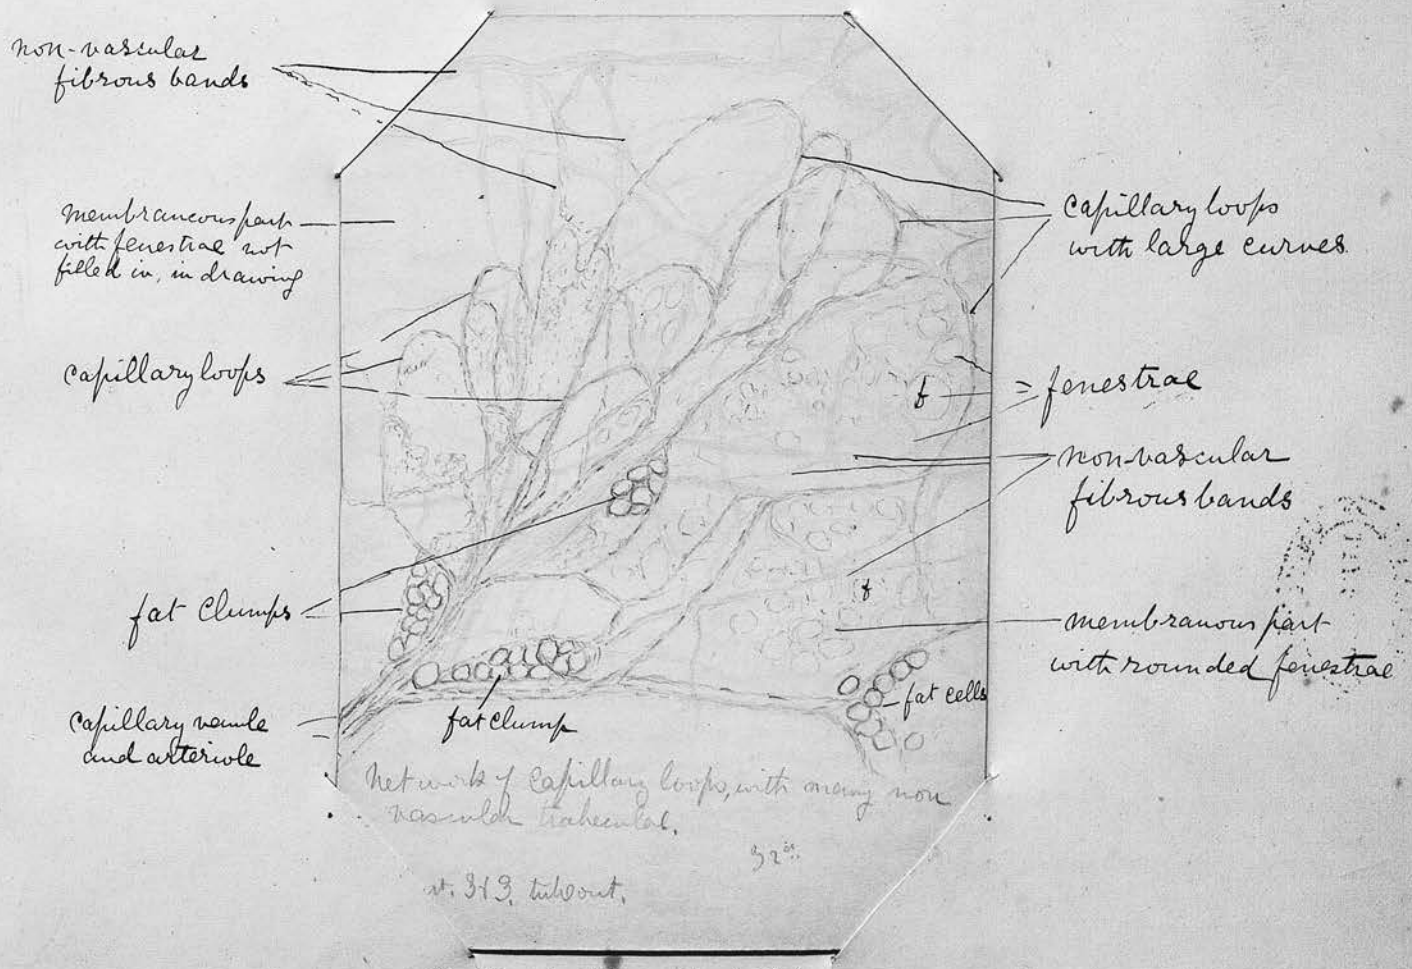 non-vascular
fibrous bands
membraneous part
with fenestrae not
filled in, in drawing
capillary loops
fat clumps
capillary venule
and arteriole
capillary loops
with large curves.
fenestrae
f
non-vascular
fibrous bands
f
membranous part
with rounded fenestrae
fat cells
fat clump
Network of capillary loops, with many non
vascular trabeculae.